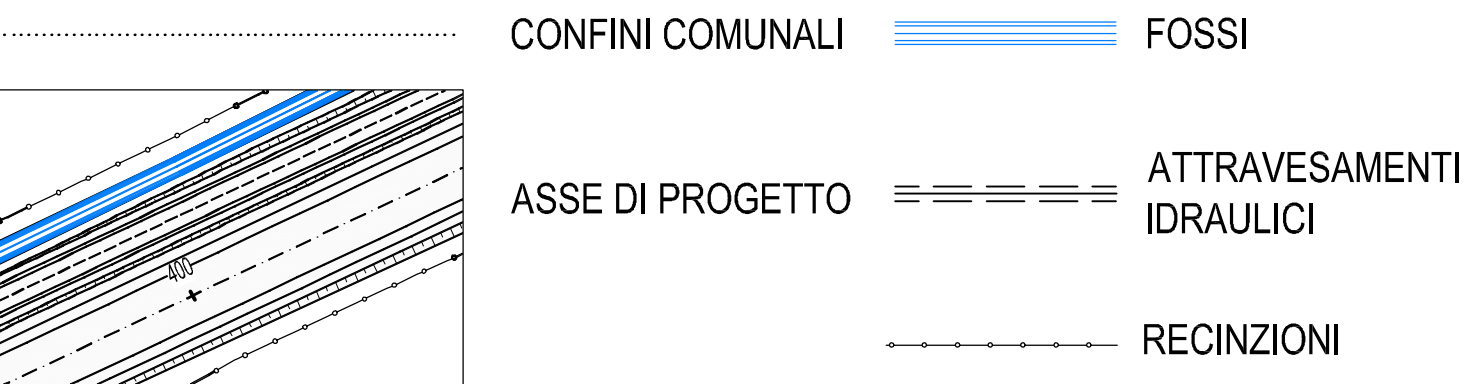 CONFINI COMUNALI
FOSSI
ASSE DI PROGETTO
ATTRAVESAMENTI
IDRAULICI
400
RECINZIONI